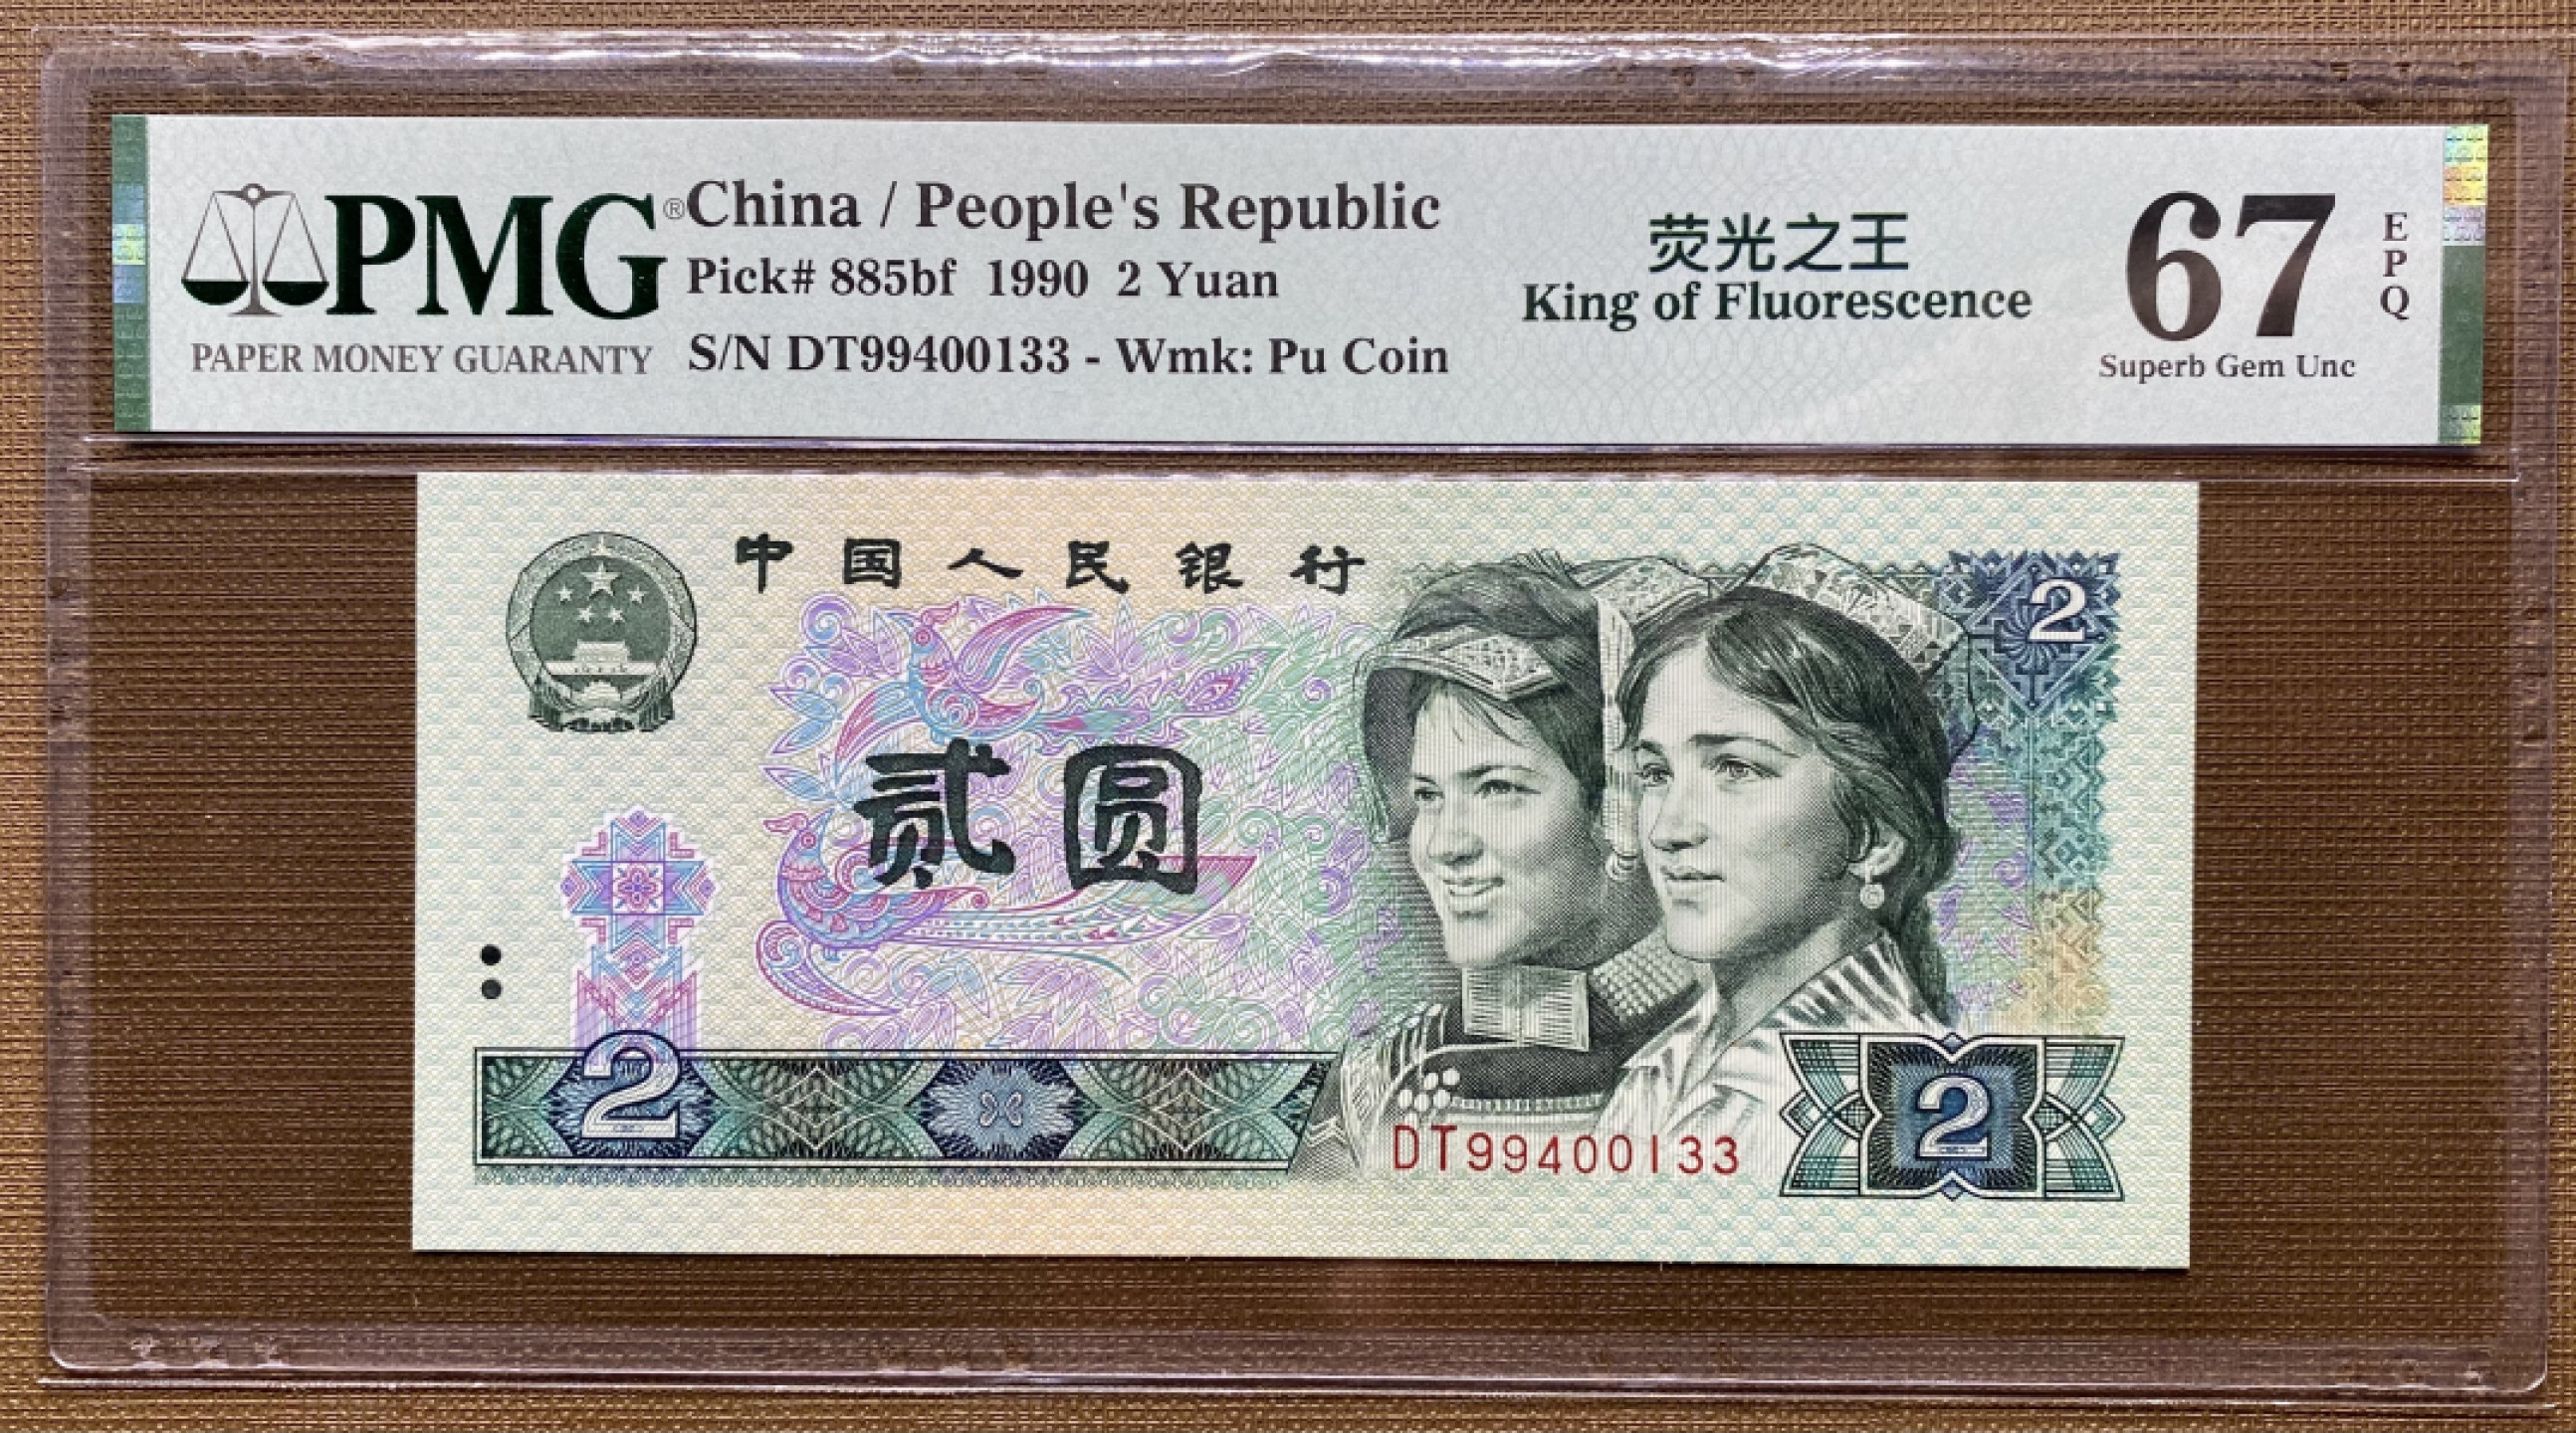 PMG®
PAPER MONEY GUARANTY
China / People's Republic
Pick# 885bf 1990 2 Yuan
S/N DT99400133 - Wmk: Pu Coin
荧光之王
King of Fluorescence
67
EPQ
Superb Gem Unc
中国人民银行
2
贰圆
2
DT99400133
2